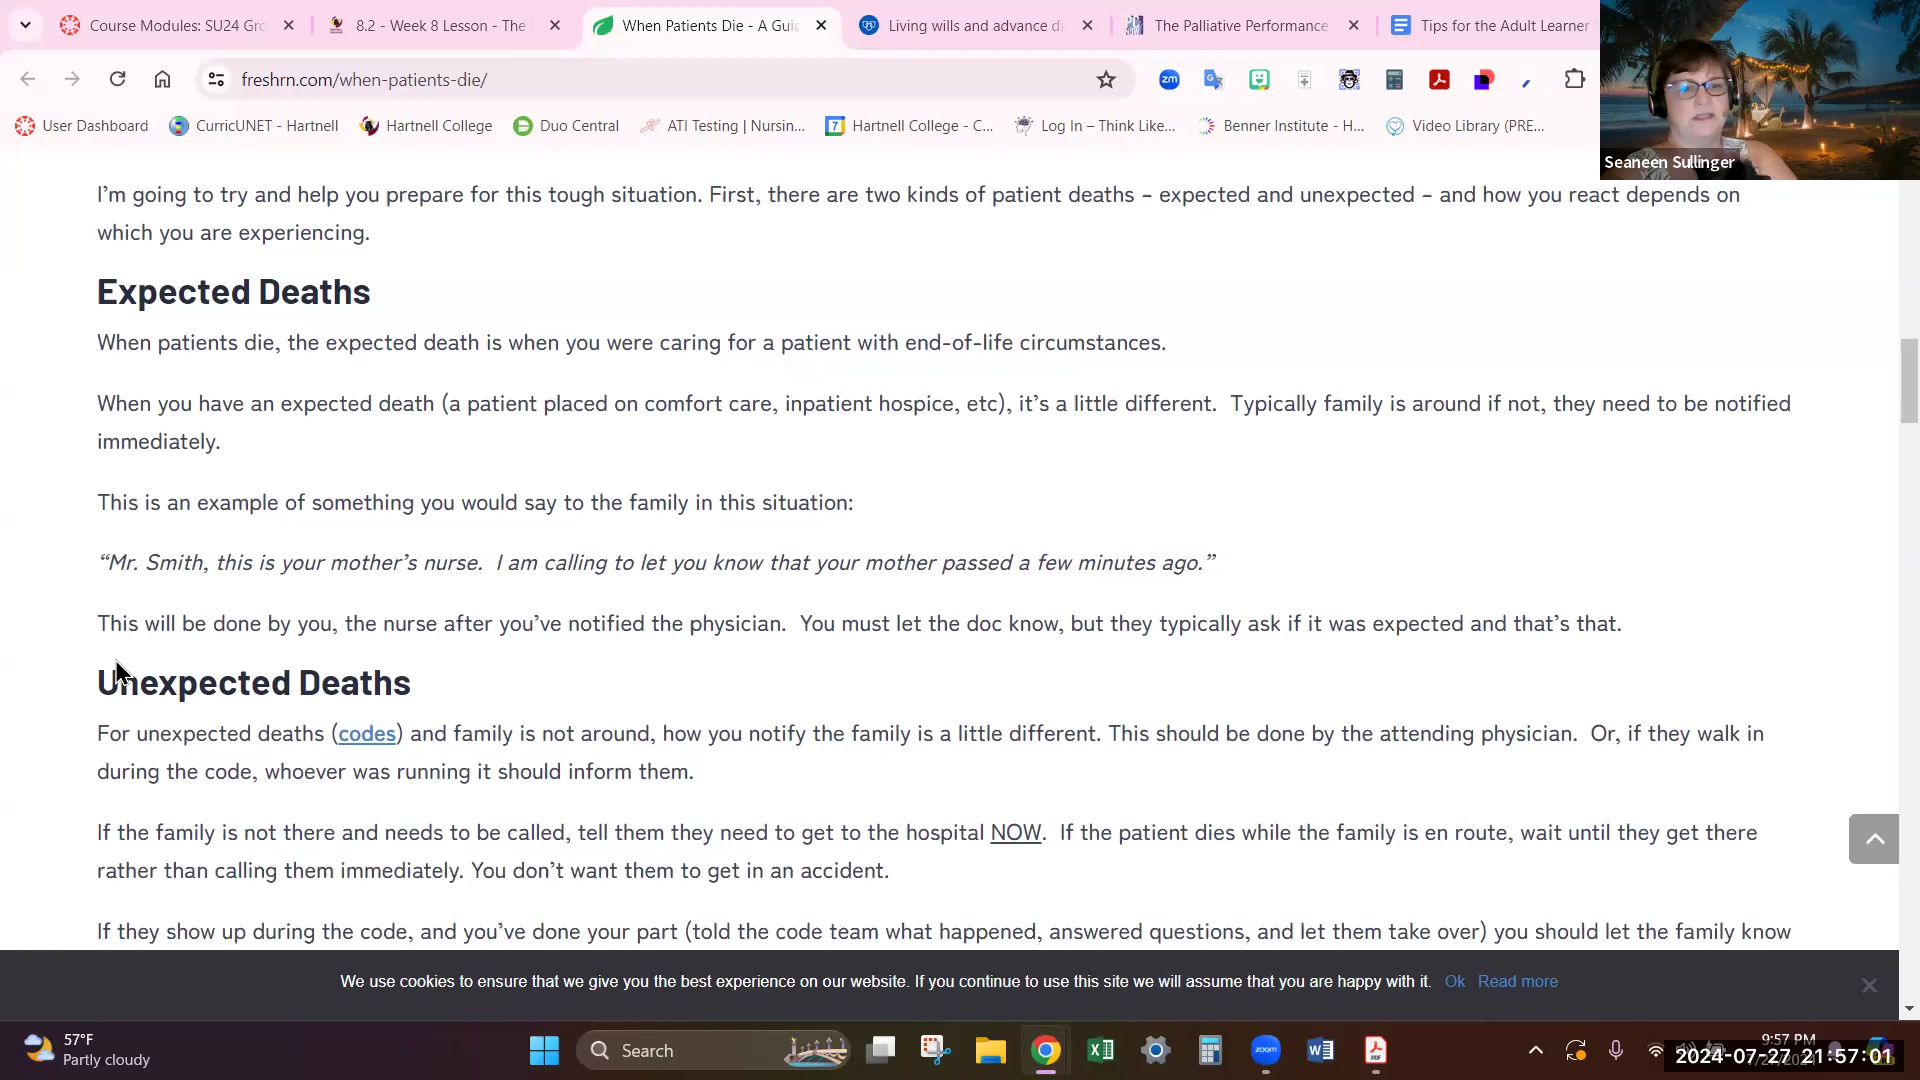 Course Modules: SU24 Gro
8.2 - Week 8 Lesson - The
When Patients Die - A Guid
Living wills and advance di
The Palliative Performance
Tips for the Adult Learner
freshrn.com/when-patients-die/
zm
User Dashboard
CurricUNET - Hartnell
Hartnell College
Duo Central
ATI Testing | Nursin...
Hartnell College - C...
Log In – Think Like...
Benner Institute - H...
Video Library (PRE...
Seaneen Sullinger
I'm going to try and help you prepare for this tough situation. First, there are two kinds of patient deaths – expected and unexpected – and how you react depends on
which you are experiencing.
Expected Deaths
When patients die, the expected death is when you were caring for a patient with end-of-life circumstances.
When you have an expected death (a patient placed on comfort care, inpatient hospice, etc), it's a little different.  Typically family is around if not, they need to be notified
immediately.
This is an example of something you would say to the family in this situation:
“Mr. Smith, this is your mother’s nurse.  I am calling to let you know that your mother passed a few minutes ago.”
This will be done by you, the nurse after you’ve notified the physician.  You must let the doc know, but they typically ask if it was expected and that’s that.
Unexpected Deaths
For unexpected deaths (codes) and family is not around, how you notify the family is a little different. This should be done by the attending physician.  Or, if they walk in
during the code, whoever was running it should inform them.
If the family is not there and needs to be called, tell them they need to get to the hospital NOW.  If the patient dies while the family is en route, wait until they get there
rather than calling them immediately. You don’t want them to get in an accident.
If they show up during the code, and you’ve done your part (told the code team what happened, answered questions, and let them take over) you should let the family know
We use cookies to ensure that we give you the best experience on our website. If you continue to use this site we will assume that you are happy with it. Ok Read more
57°F
Partly cloudy
Search
zoom
9:57 PM
2024-07-27 21:57:01